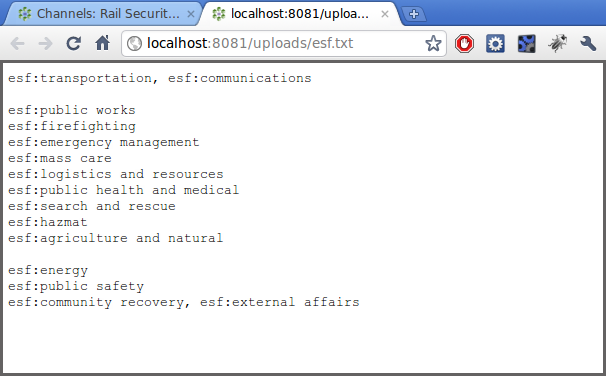 Channels: Rail Securit...
localhost:8081/uploa...
localhost:8081/uploads/esf.txt
esf:transportation, esf:communications
esf:public works
esf:firefighting
esf:emergency management
esf:mass care
esf:logistics and resources
esf:public health and medical
esf:search and rescue
esf:hazmat
esf:agriculture and natural
esf:energy
esf:public safety
esf:community recovery, esf:external affairs